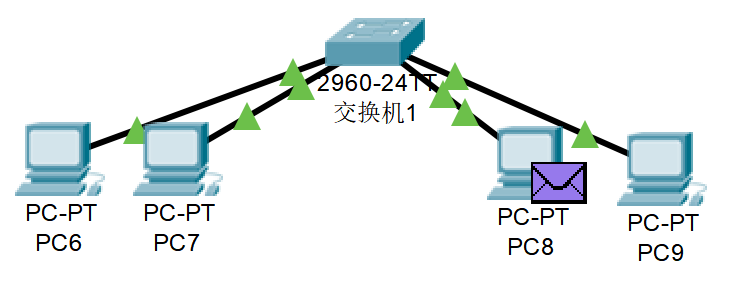 2960-24TT
交换机1
PC-PT
PC6
PC-PT
PC7
PC-PT
PC8
PC-PT
PC9